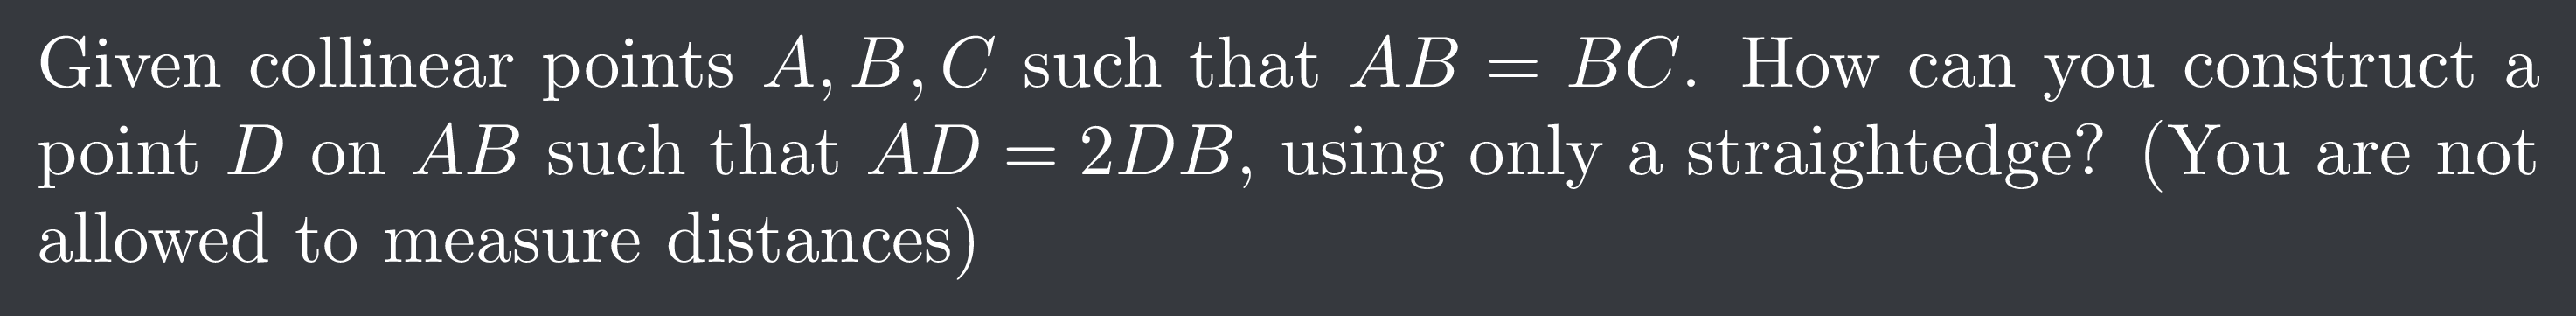 Given collinear points A, B, C such that AB = BC. How can you construct a
point D on AB such that AD = 2DB, using only a straightedge? (You are not
allowed to measure distances)